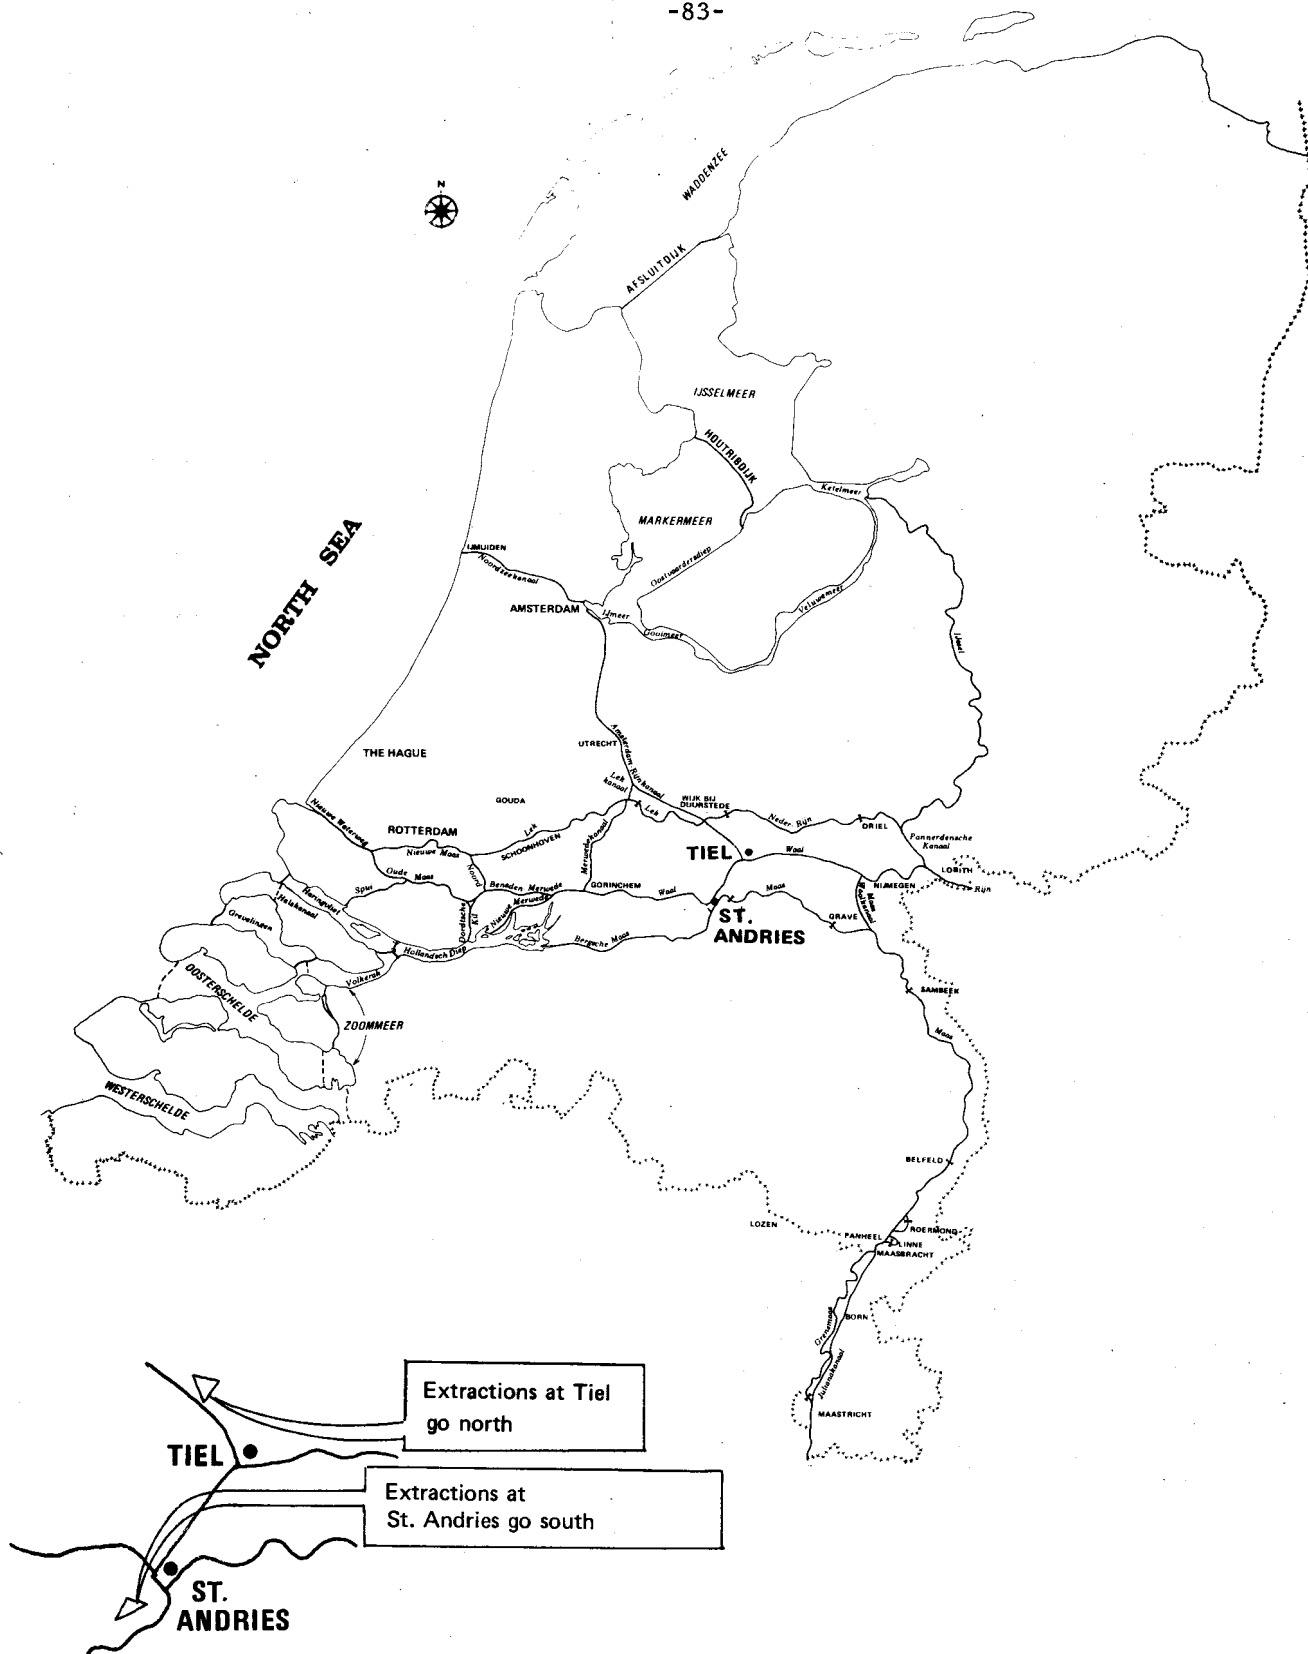 -83-
N
WADDENZEE
AFSLUITDIJK
IJSSELMEER
HOUTRIBDIJK
Ketelmeer
MARKERMEER
NORTH SEA
IJMUIDEN
Noordzeekanaal
Oostvaardersdiep
AMSTERDAM
IJmeer
Veluwemeer
Gooimeer
IJssel
UTRECHT
Amsterdam-Rijnkanaal
THE HAGUE
Lek
kanaal
GOUDA
WIJK BIJ
DUURSTEDE
Nieuwe Waterweg
Lek
Neder Rijn
DRIEL
ROTTERDAM
Lek
SCHOONHOVEN
Merwedekanaal
Pannerdensche
Kanaal
Nieuwe Maas
TIEL
Waal
LOBITH
Rijn
Oude Maas
Noord
Spui
Beneden Merwede
GORINCHEM
Waal
Maas
NIJMEGEN
Maas
Waalkanaal
Haringvliet
Halskanaal
Nieuwe
Merwede
Grevelingen
Dordtsche
Kil
ST.
ANDRIES
GRAVE
Hollandsch Diep
Bergsche Maas
Volkerak
OOSTERSCHELDE
SAMBEEK
ZOOMMEER
Maas
WESTERSCHELDE
BELFELD
LOZEN
ROERMOND
PANHEEL
LINNE
MAASBRACHT
Grensmaas
BORN
Julianakanaal
MAASTRICHT
Extractions at Tiel
go north
TIEL
Extractions at
St. Andries go south
ST.
ANDRIES